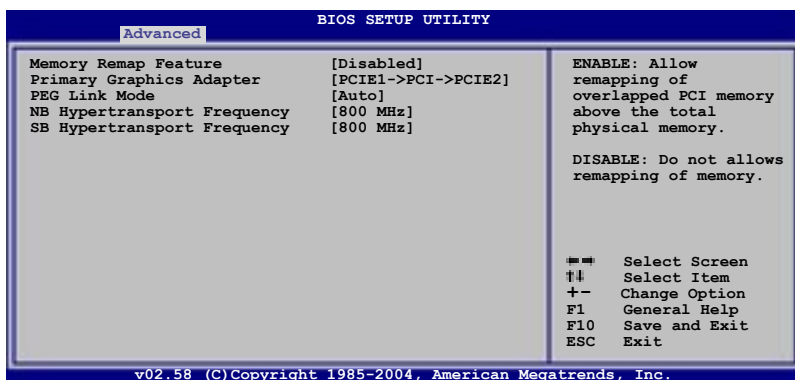 BIOS SETUP UTILITY
Advanced
Memory Remap Feature [Disabled]
Primary Graphics Adapter [PCIE1->PCI->PCIE2]
PEG Link Mode [Auto]
NB Hypertransport Frequency [800 MHz]
SB Hypertransport Frequency [800 MHz]
ENABLE: Allow
remapping of
overlapped PCI memory
above the total
physical memory.
DISABLE: Do not allows
remapping of memory.
←→ Select Screen
↑↓ Select Item
+- Change Option
F1 General Help
F10 Save and Exit
ESC Exit
v02.58 (C)Copyright 1985-2004, American Megatrends, Inc.